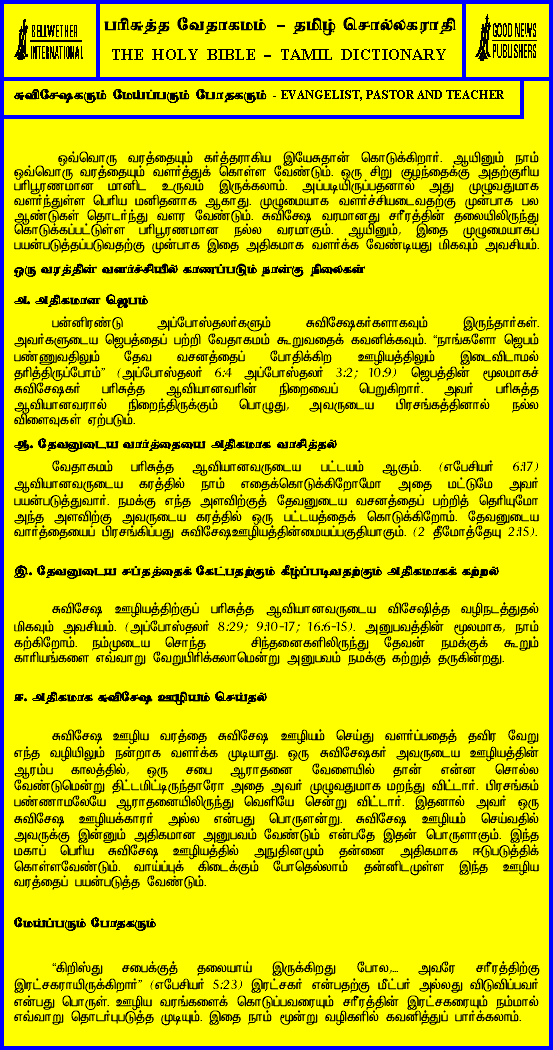 BELLWETHER
INTERNATIONAL
பரிசுத்த வேதாகமம் – தமிழ் சொல்லகராதி
THE HOLY BIBLE – TAMIL DICTIONARY
GOOD NEWS
PUBLISHERS
சுவிசேஷகரும் மேய்ப்பரும் போதகரும் - EVANGELIST, PASTOR AND TEACHER
ஒவ்வொரு வரத்தையும் கர்த்தராகிய இயேசுதான் கொடுக்கிறார். ஆயினும் நாம்
ஒவ்வொரு வரத்தையும் வளர்த்துக் கொள்ள வேண்டும். ஒரு சிறு குழந்தைக்கு அதற்குரிய
பரிபூரணமான மானிட உருவம் இருக்கலாம். அப்படியிருப்பதனால் அது முழுவதுமாக
வளர்ந்துள்ள பெரிய மனிதனாக ஆகாது. முழுமையாக வளர்ச்சியடைவதற்கு முன்பாக பல
ஆண்டுகள் தொடர்ந்து வளர வேண்டும். சுவிசேஷ வரமானது சரீரத்தின் தலையிலிருந்து
கொடுக்கப்பட்டுள்ள பரிபூரணமான நல்ல வரமாகும். ஆயினும், இதை முழுமையாகப்
பயன்படுத்தப்படுவதற்கு முன்பாக இதை அதிகமாக வளர்க்க வேண்டியது மிகவும் அவசியம்.
ஒரு வரத்தின் வளர்ச்சியில் காணப்படும் நான்கு நிலைகள்
அ. அதிகமான ஜெபம்
பன்னிரண்டு அப்போஸ்தலர்களும் சுவிசேஷகர்களாகவும் இருந்தார்கள்.
அவர்களுடைய ஜெபத்தைப் பற்றி வேதாகமம் கூறுவதைக் கவனிக்கவும். “நாங்களோ ஜெபம்
பண்ணுவதிலும் தேவ வசனத்தைப் போதிக்கிற ஊழியத்திலும் இடைவிடாமல்
தரித்திருப்போம்” (அப்போஸ்தலர் 6:4 அப்போஸ்தலர் 3:2; 10:9) ஜெபத்தின் மூலமாகச்
சுவிசேஷகர் பரிசுத்த ஆவியானவரின் நிறைவைப் பெறுகிறார். அவர் பரிசுத்த
ஆவியானவரால் நிறைந்திருக்கும் பொழுது, அவருடைய பிரசங்கத்தினால் நல்ல
விளைவுகள் ஏற்படும்.
ஆ. தேவனுடைய வார்த்தையை அதிகமாக வாசித்தல்
வேதாகமம் பரிசுத்த ஆவியானவருடைய பட்டயம் ஆகும். (எபேசியர் 6:17)
ஆவியானவருடைய கரத்தில் நாம் எதைக்கொடுக்கிறோமோ அதை மட்டுமே அவர்
பயன்படுத்துவார். நமக்கு எந்த அளவிற்குத் தேவனுடைய வசனத்தைப் பற்றித் தெரியுமோ
அந்த அளவிற்கு அவருடைய கரத்தில் ஒரு பட்டயத்தைக் கொடுக்கிறோம். தேவனுடைய
வார்த்தையைப் பிரசங்கிப்பது சுவிசேஷஊழியத்தின்மையப்பகுதியாகும். (2 தீமோத்தேயு 2:15).
இ. தேவனுடைய சப்தத்தைக் கேட்பதற்கும் கீழ்ப்படிவதற்கும் அதிகமாகக் கற்றல்
சுவிசேஷ ஊழியத்திற்குப் பரிசுத்த ஆவியானவருடைய விசேஷித்த வழிநடத்துதல்
மிகவும் அவசியம். (அப்போஸ்தலர் 8:29; 9:10-17; 16:6-15). அனுபவத்தின் மூலமாக, நாம்
கற்கிறோம். நம்முடைய சொந்த சிந்தனைகளிலிருந்து தேவன் நமக்குக் கூறும்
காரியங்களை எவ்வாறு வேறுபிரிக்கலாமென்று அனுபவம் நமக்கு கற்றுத் தருகின்றது.
ஈ. அதிகமாக சுவிசேஷ ஊழியம் செய்தல்
சுவிசேஷ ஊழிய வரத்தை சுவிசேஷ ஊழியம் செய்து வளர்ப்பதைத் தவிர வேறு
எந்த வழியிலும் நன்றாக வளர்க்க முடியாது. ஒரு சுவிசேஷகர் அவருடைய ஊழியத்தின்
ஆரம்ப காலத்தில், ஒரு சபை ஆராதனை வேளையில் தான் என்ன சொல்ல
வேண்டுமென்று திட்டமிட்டிருந்தாரோ அதை அவர் முழுவதுமாக மறந்து விட்டார். பிரசங்கம்
பண்ணாமலேயே ஆராதனையிலிருந்து வெளியே சென்று விட்டார். இதனால் அவர் ஒரு
சுவிசேஷ ஊழியக்காரர் அல்ல என்பது பொருளன்று. சுவிசேஷ ஊழியம் செய்வதில்
அவருக்கு இன்னும் அதிகமான அனுபவம் வேண்டும் என்பதே இதன் பொருளாகும். இந்த
மகாப் பெரிய சுவிசேஷ ஊழியத்தில் அநுதினமும் தன்னை அதிகமாக ஈடுபடுத்திக்
கொள்ளவேண்டும். வாய்ப்புக் கிடைக்கும் போதெல்லாம் தன்னிடமுள்ள இந்த ஊழிய
வரத்தைப் பயன்படுத்த வேண்டும்.
மேய்ப்பரும் போதகரும்
“கிறிஸ்து சபைக்குத் தலையாய் இருக்கிறது போல,... அவரே சரீரத்திற்கு
இரட்சகராயிருக்கிறார்” (எபேசியர் 5:23) இரட்சகர் என்பதற்கு மீட்பர் அல்லது விடுவிப்பவர்
என்பது பொருள். ஊழிய வரங்களைக் கொடுப்பவரையும் சரீரத்தின் இரட்சகரையும் நம்மால்
எவ்வாறு தொடர்புபடுத்த முடியும். இதை நாம் மூன்று வழிகளில் கவனித்துப் பார்க்கலாம்.